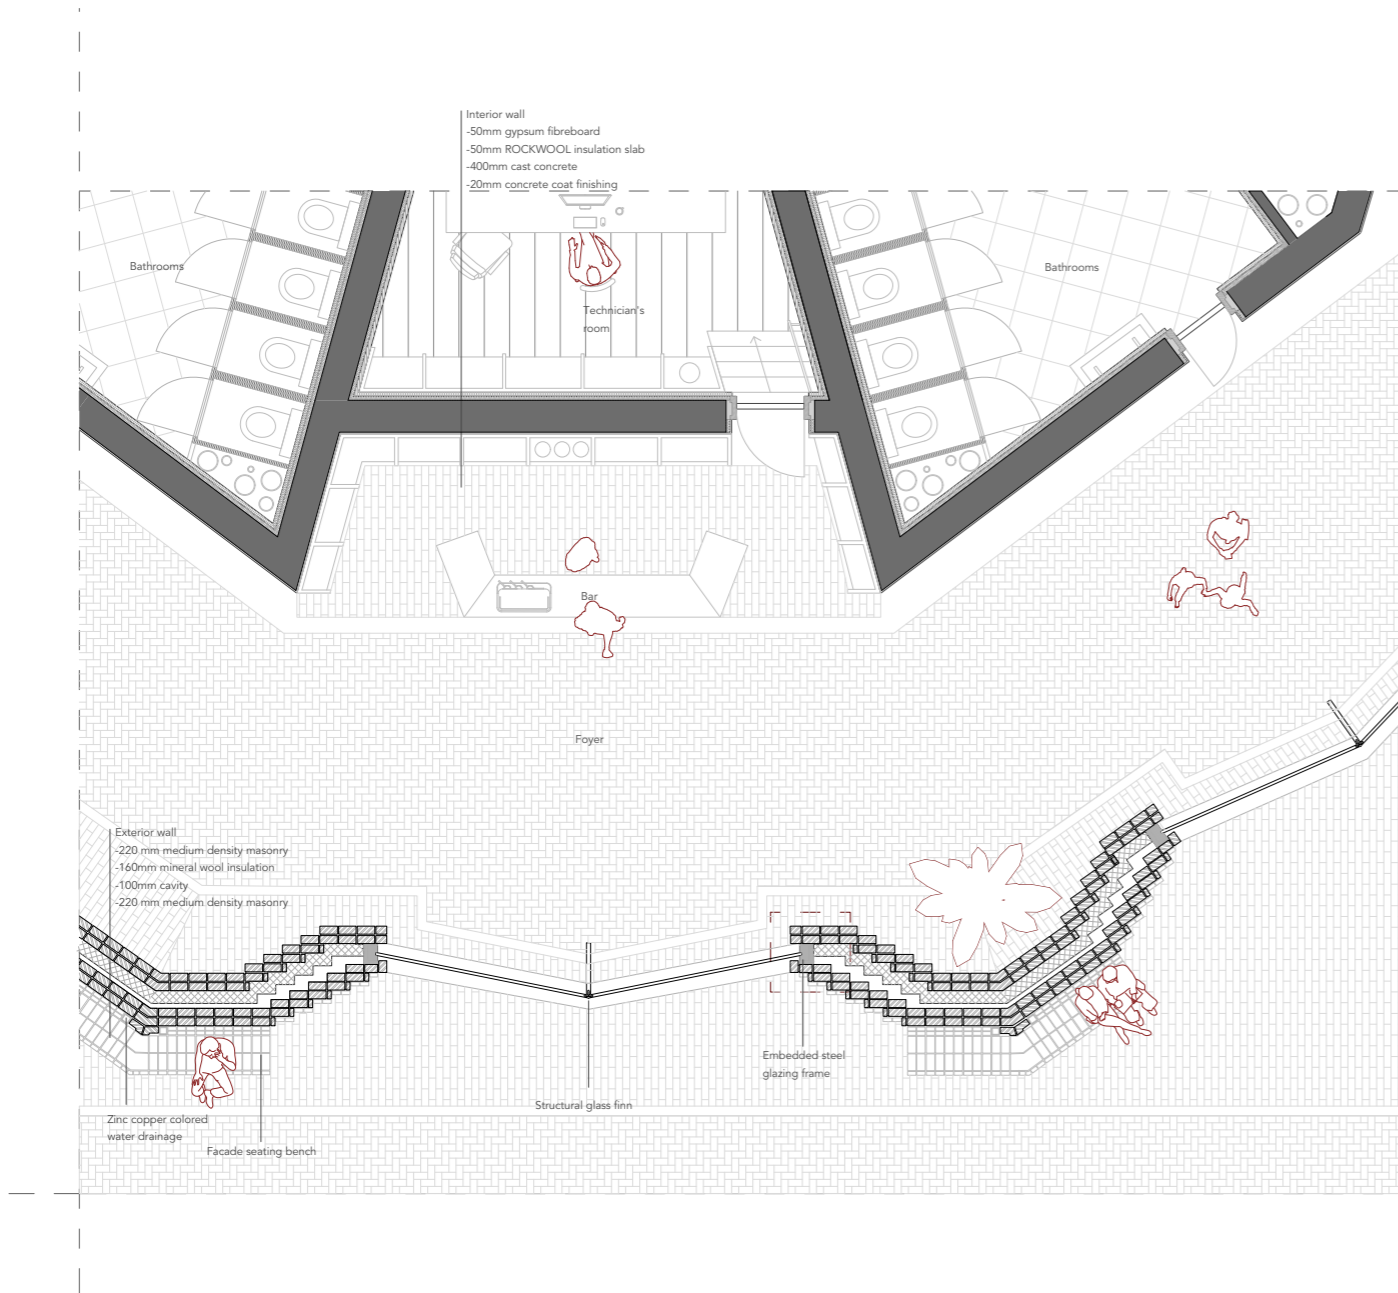 Interior wall
-50mm gypsum fibreboard
-50mm ROCKWOOL insulation slab
-400mm cast concrete
-20mm concrete coat finishing
Bathrooms
Bathrooms
Technician's
room
Bar
Foyer
Exterior wall
-220 mm medium density masonry
-160mm mineral wool insulation
-100mm cavity
-220 mm medium density masonry
Embedded steel
glazing frame
Structural glass finn
Zinc copper colored
water drainage
Facade seating bench